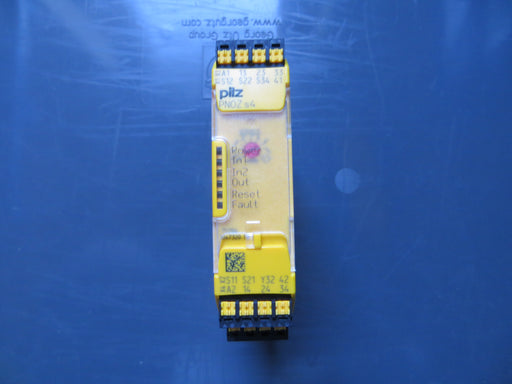 Georg Utz Group
www.georgutz.com
A1 13 23 33
S12 S22 S34 41
pilz
PNOZ s4
Power
In1
In2
Out
Reset
Fault
S11 S21 Y32 42
A2 14 24 34